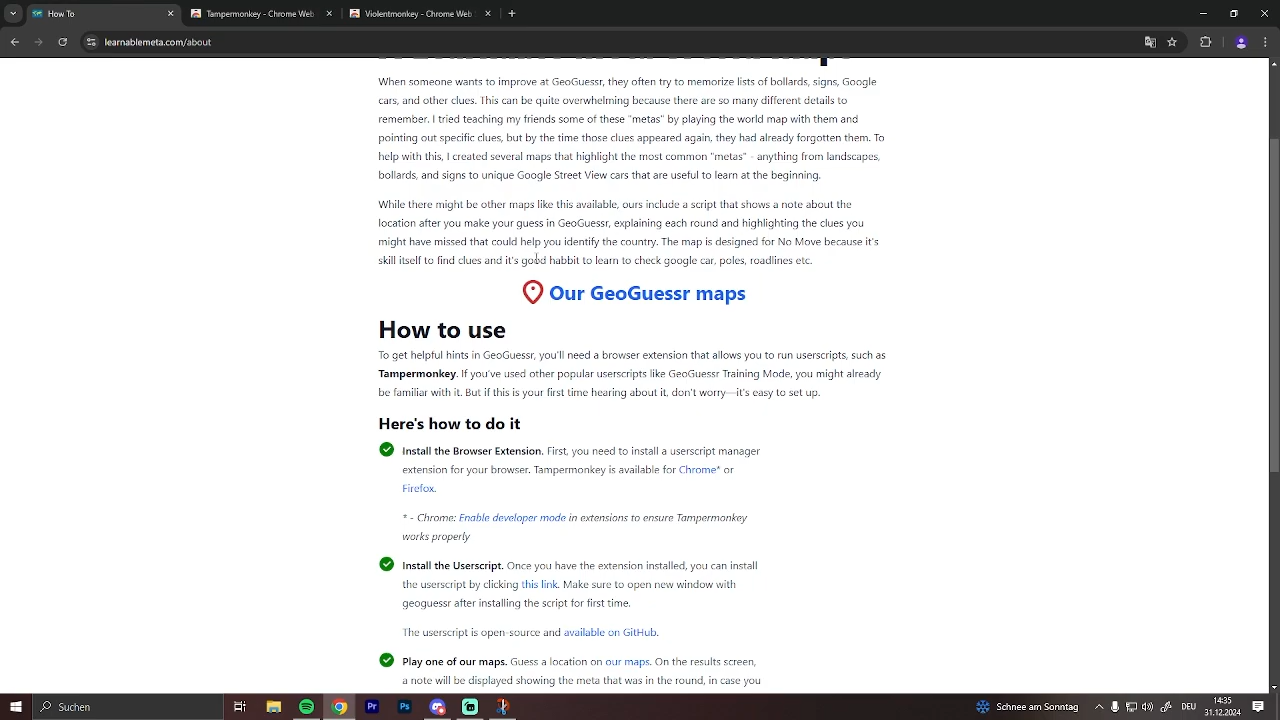 How To
Tampermonkey - Chrome Web
Violentmonkey - Chrome Web
learnablemeta.com/about
When someone wants to improve at GeoGuessr, they often try to memorize lists of bollards, signs, Google
cars, and other clues. This can be quite overwhelming because there are so many different details to
remember. I tried teaching my friends some of these "metas" by playing the world map with them and
pointing out specific clues, but by the time those clues appeared again, they had already forgotten them. To
help with this, I created several maps that highlight the most common "metas" - anything from landscapes,
bollards, and signs to unique Google Street View cars that are useful to learn at the beginning.
While there might be other maps like this available, ours include a script that shows a note about the
location after you make your guess in GeoGuessr, explaining each round and highlighting the clues you
might have missed that could help you identify the country. The map is designed for No Move because it's
skill itself to find clues and it's good habbit to learn to check google car, poles, roadlines etc.
Our GeoGuessr maps
How to use
To get helpful hints in GeoGuessr, you'll need a browser extension that allows you to run userscripts, such as
Tampermonkey. If you've used other popular userscripts like GeoGuessr Training Mode, you might already
be familiar with it. But if this is your first time hearing about it, don't worry—it's easy to set up.
Here's how to do it
Install the Browser Extension. First, you need to install a userscript manager
extension for your browser. Tampermonkey is available for Chrome* or
Firefox.
* - Chrome: Enable developer mode in extensions to ensure Tampermonkey
works properly
Install the Userscript. Once you have the extension installed, you can install
the userscript by clicking this link. Make sure to open new window with
geoguessr after installing the script for first time.
The userscript is open-source and available on GitHub.
Play one of our maps. Guess a location on our maps. On the results screen,
a note will be displayed showing the meta that was in the round, in case you
Suchen
Pr
Ps
Schnee am Sonntag
DEU
14:35
31.12.2024